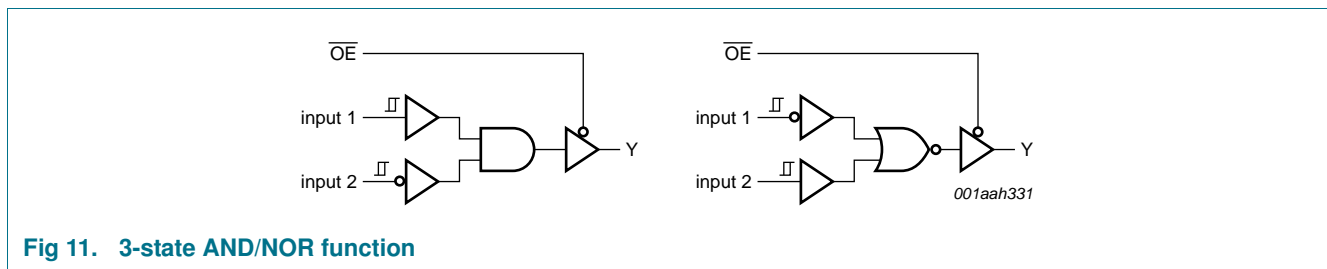 OE
input 1
input 2
Y
OE
input 1
input 2
Y
001aah331
Fig 11. 3-state AND/NOR function